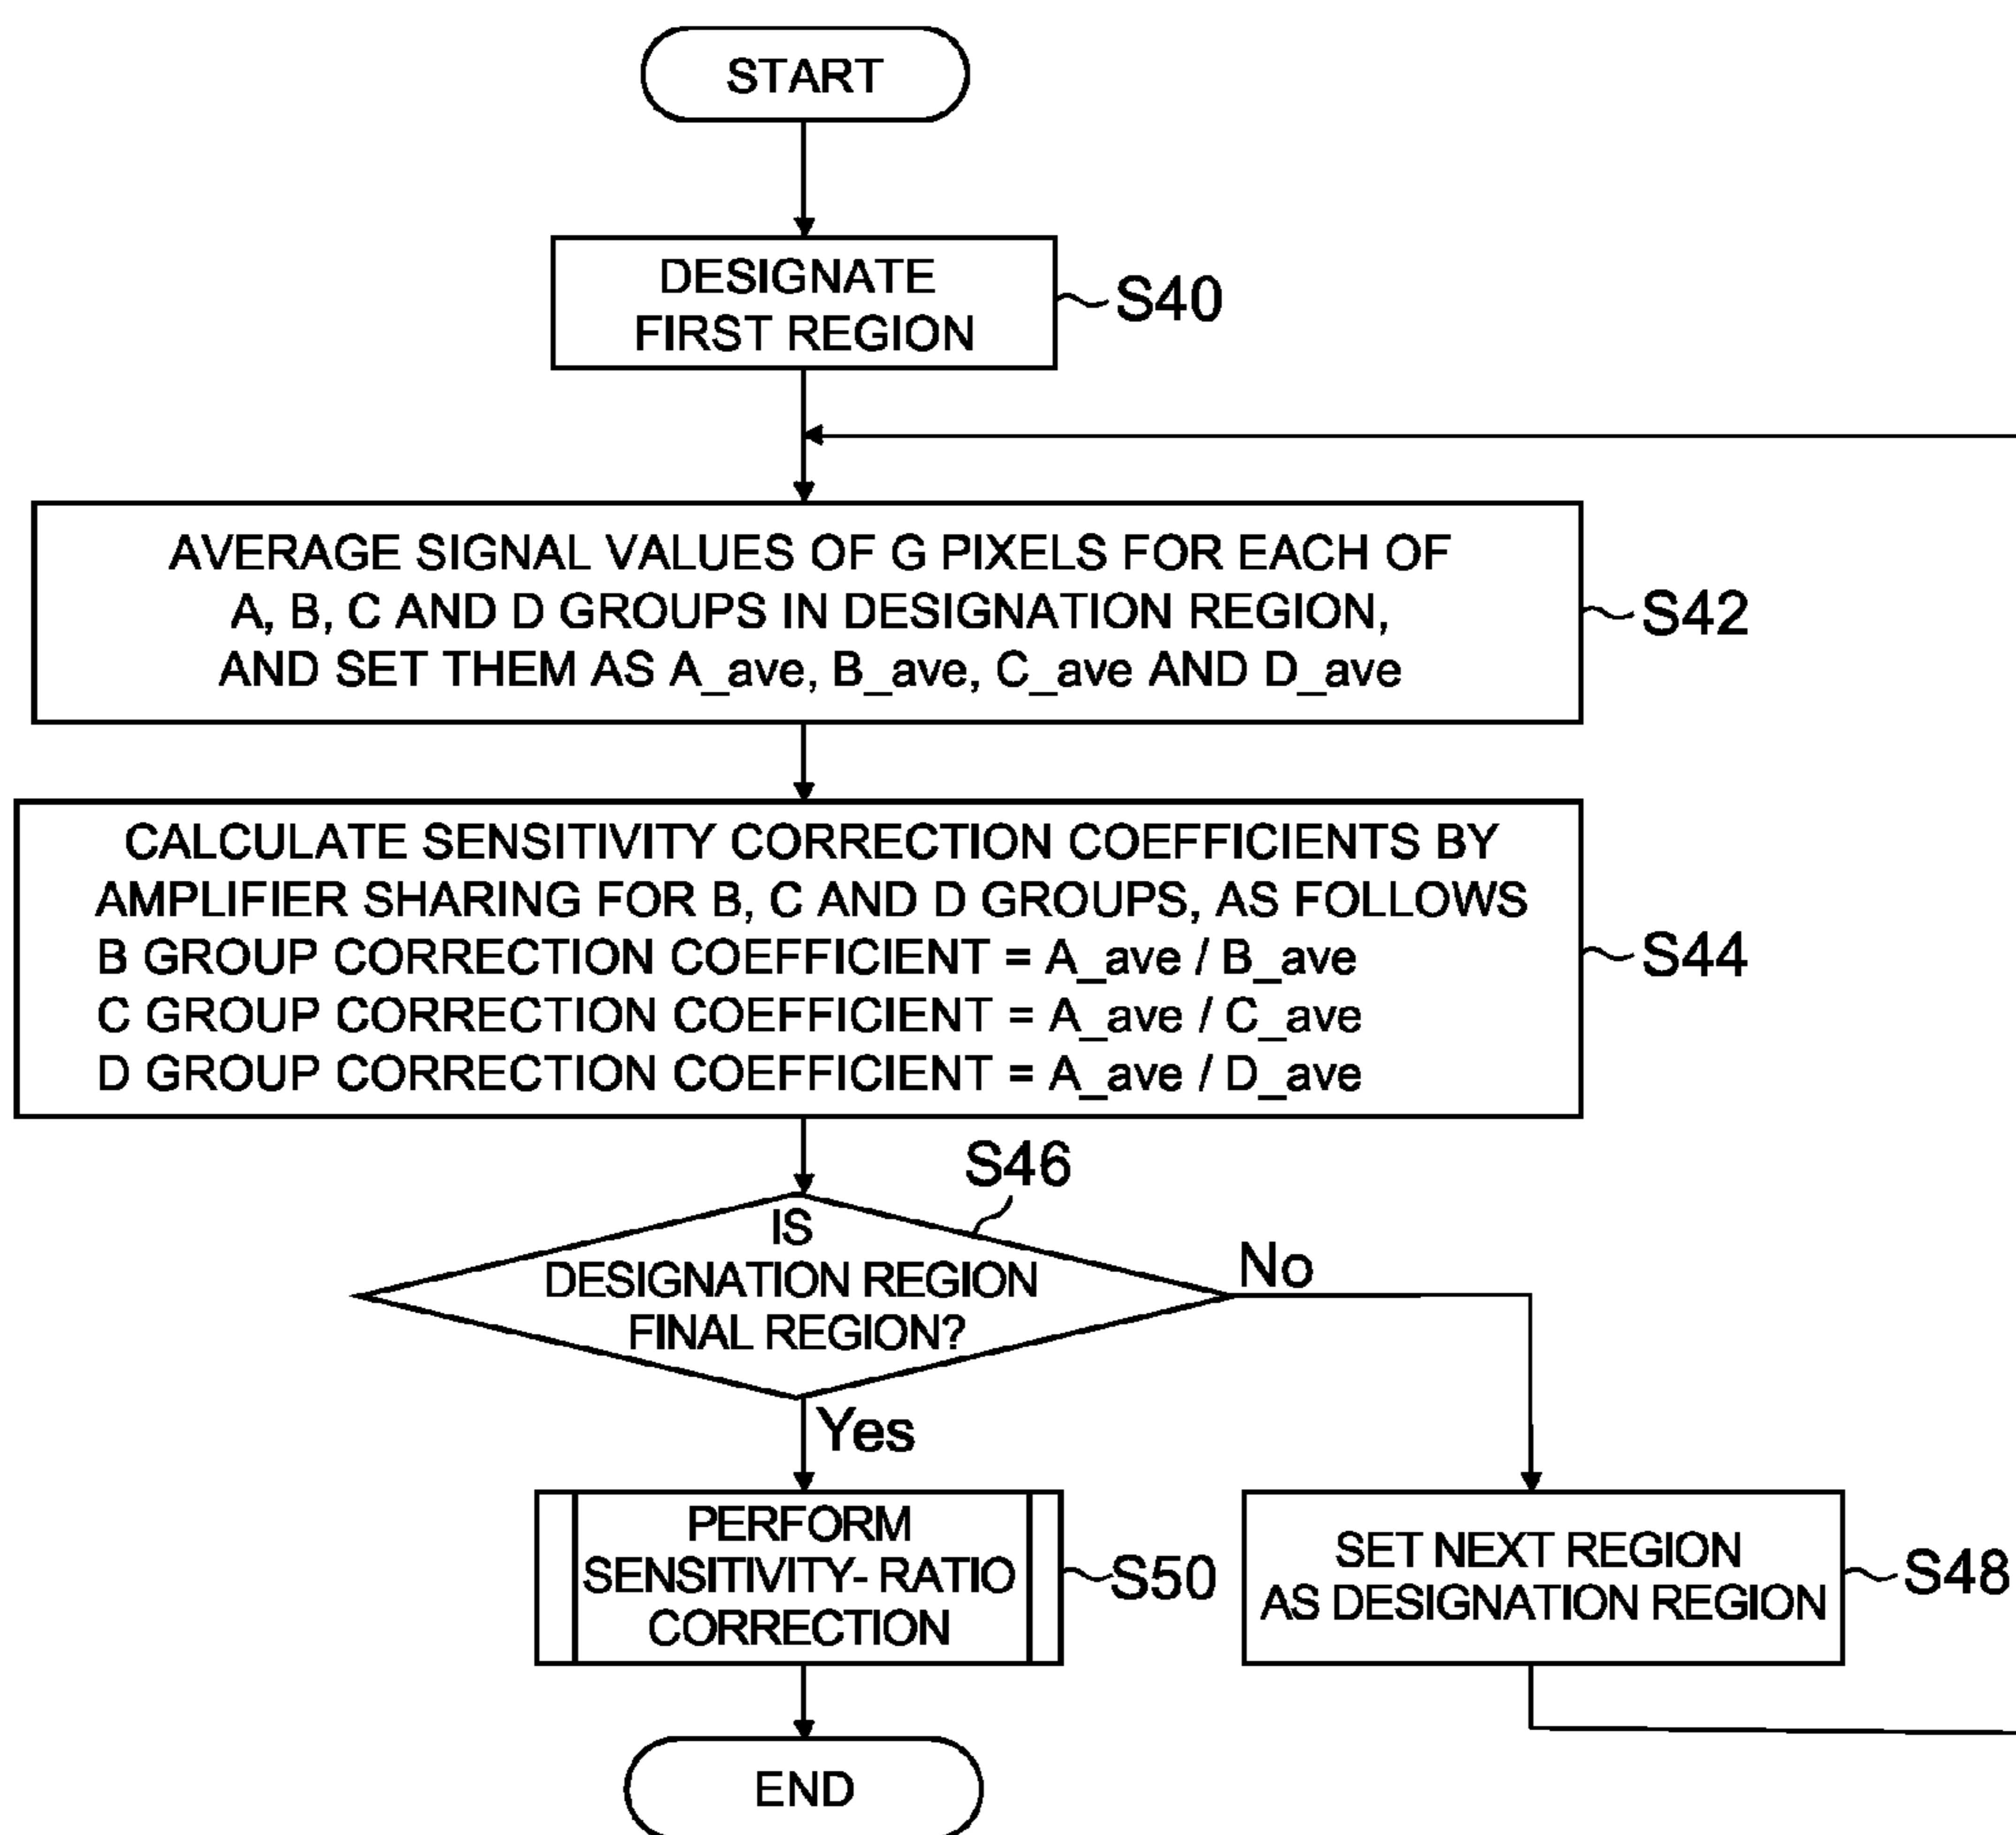 START
DESIGNATE
FIRST REGION
S40
AVERAGE SIGNAL VALUES OF G PIXELS FOR EACH OF
A, B, C AND D GROUPS IN DESIGNATION REGION,
AND SET THEM AS A_ave, B_ave, C_ave AND D_ave
S42
CALCULATE SENSITIVITY CORRECTION COEFFICIENTS BY
AMPLIFIER SHARING FOR B, C AND D GROUPS, AS FOLLOWS
B GROUP CORRECTION COEFFICIENT = A_ave / B_ave
C GROUP CORRECTION COEFFICIENT = A_ave / C_ave
D GROUP CORRECTION COEFFICIENT = A_ave / D_ave
S44
S46
IS
DESIGNATION REGION
FINAL REGION?
No
Yes
PERFORM
SENSITIVITY- RATIO
CORRECTION
S50
SET NEXT REGION
AS DESIGNATION REGION
S48
END